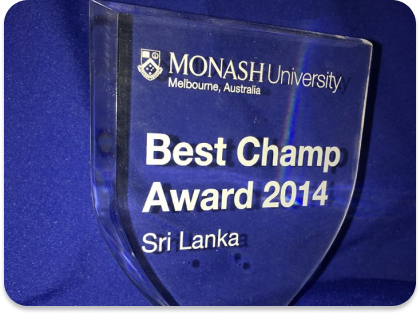 MONASH University
Melbourne, Australia
Best Champ
Award 2014
Sri Lanka